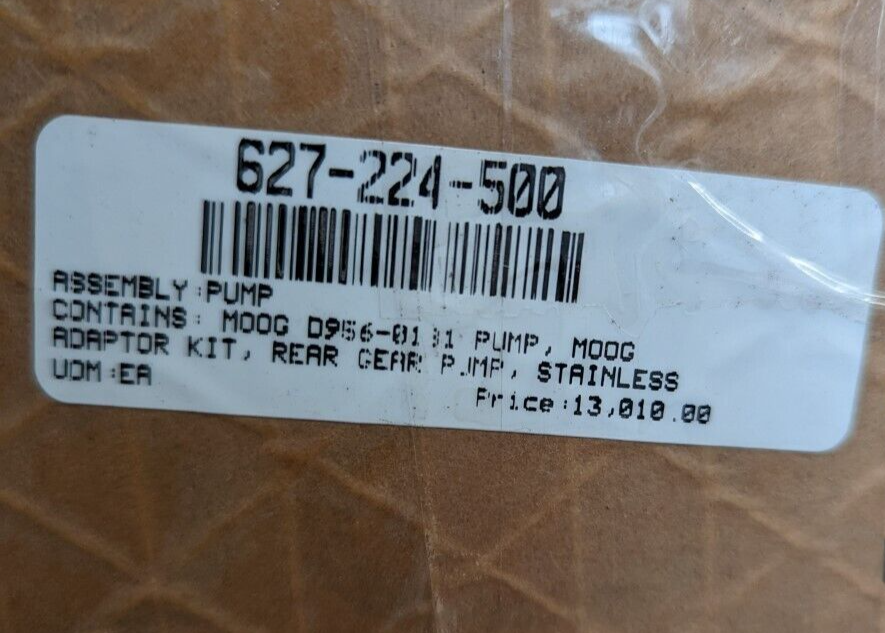 627-224-500
ASSEMBLY:PUMP
CONTAINS: MOOG PUMP, MOOG
ADAPTOR KIT, REAR GEAR PUMP, STAINLESS
UOM:EA
Price:13,010.00